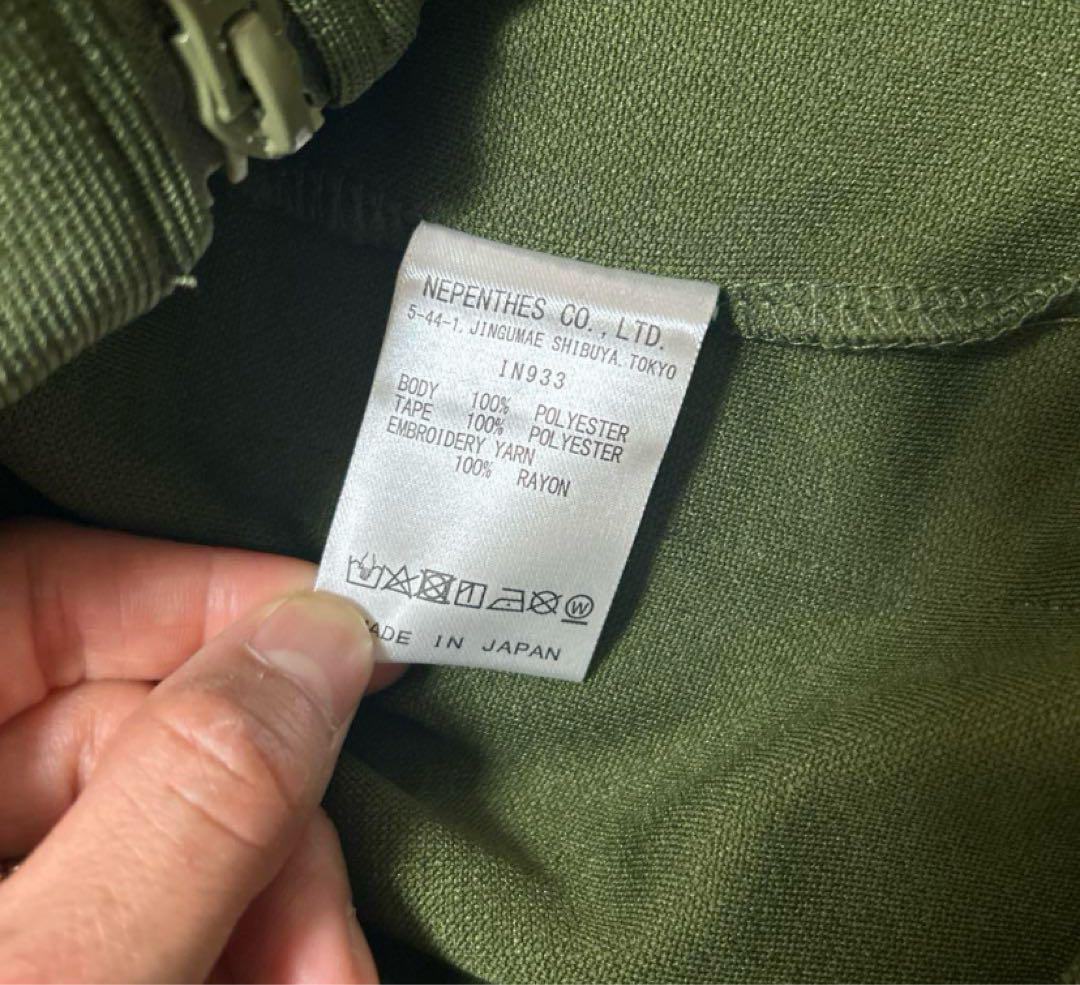 NEPENTHES CO., LTD.
5-44-1. JINGUMAE SHIBUYA. TOKYO
IN933
BODY 100% POLYESTER
TAPE 100% POLYESTER
EMBROIDERY YARN
100% RAYON
W
MADE IN JAPAN